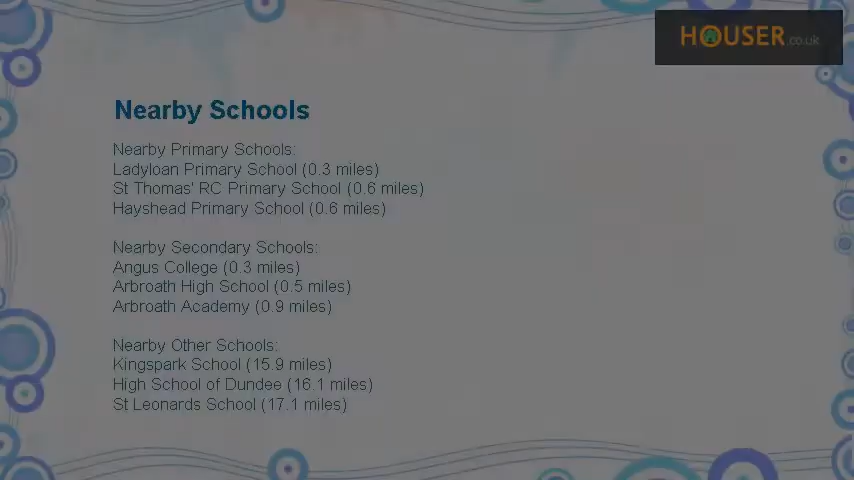 HOUSER.co.uk
Nearby Schools
Nearby Primary Schools:
Ladyloan Primary School (0.3 miles)
St Thomas' RC Primary School (0.6 miles)
Hayshead Primary School (0.6 miles)
Nearby Secondary Schools:
Angus College (0.3 miles)
Arbroath High School (0.5 miles)
Arbroath Academy (0.9 miles)
Nearby Other Schools:
Kingspark School (15.9 miles)
High School of Dundee (16.1 miles)
St Leonards School (17.1 miles)